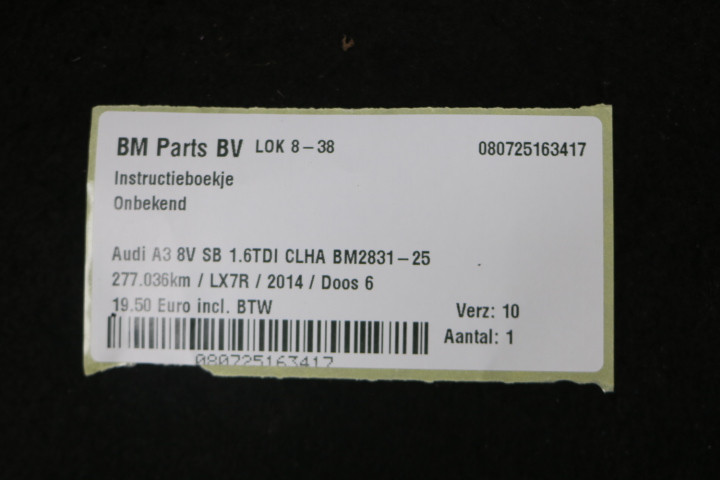 BM Parts BV LOK 8-38 080725163417
Instructieboekje
Onbekend
Audi A3 8V SB 1.6TDI CLHA BM2831-25
277.036km / LX7R / 2014 / Doos 6
19.50 Euro incl. BTW
Verz: 10
Aantal: 1
080725163417